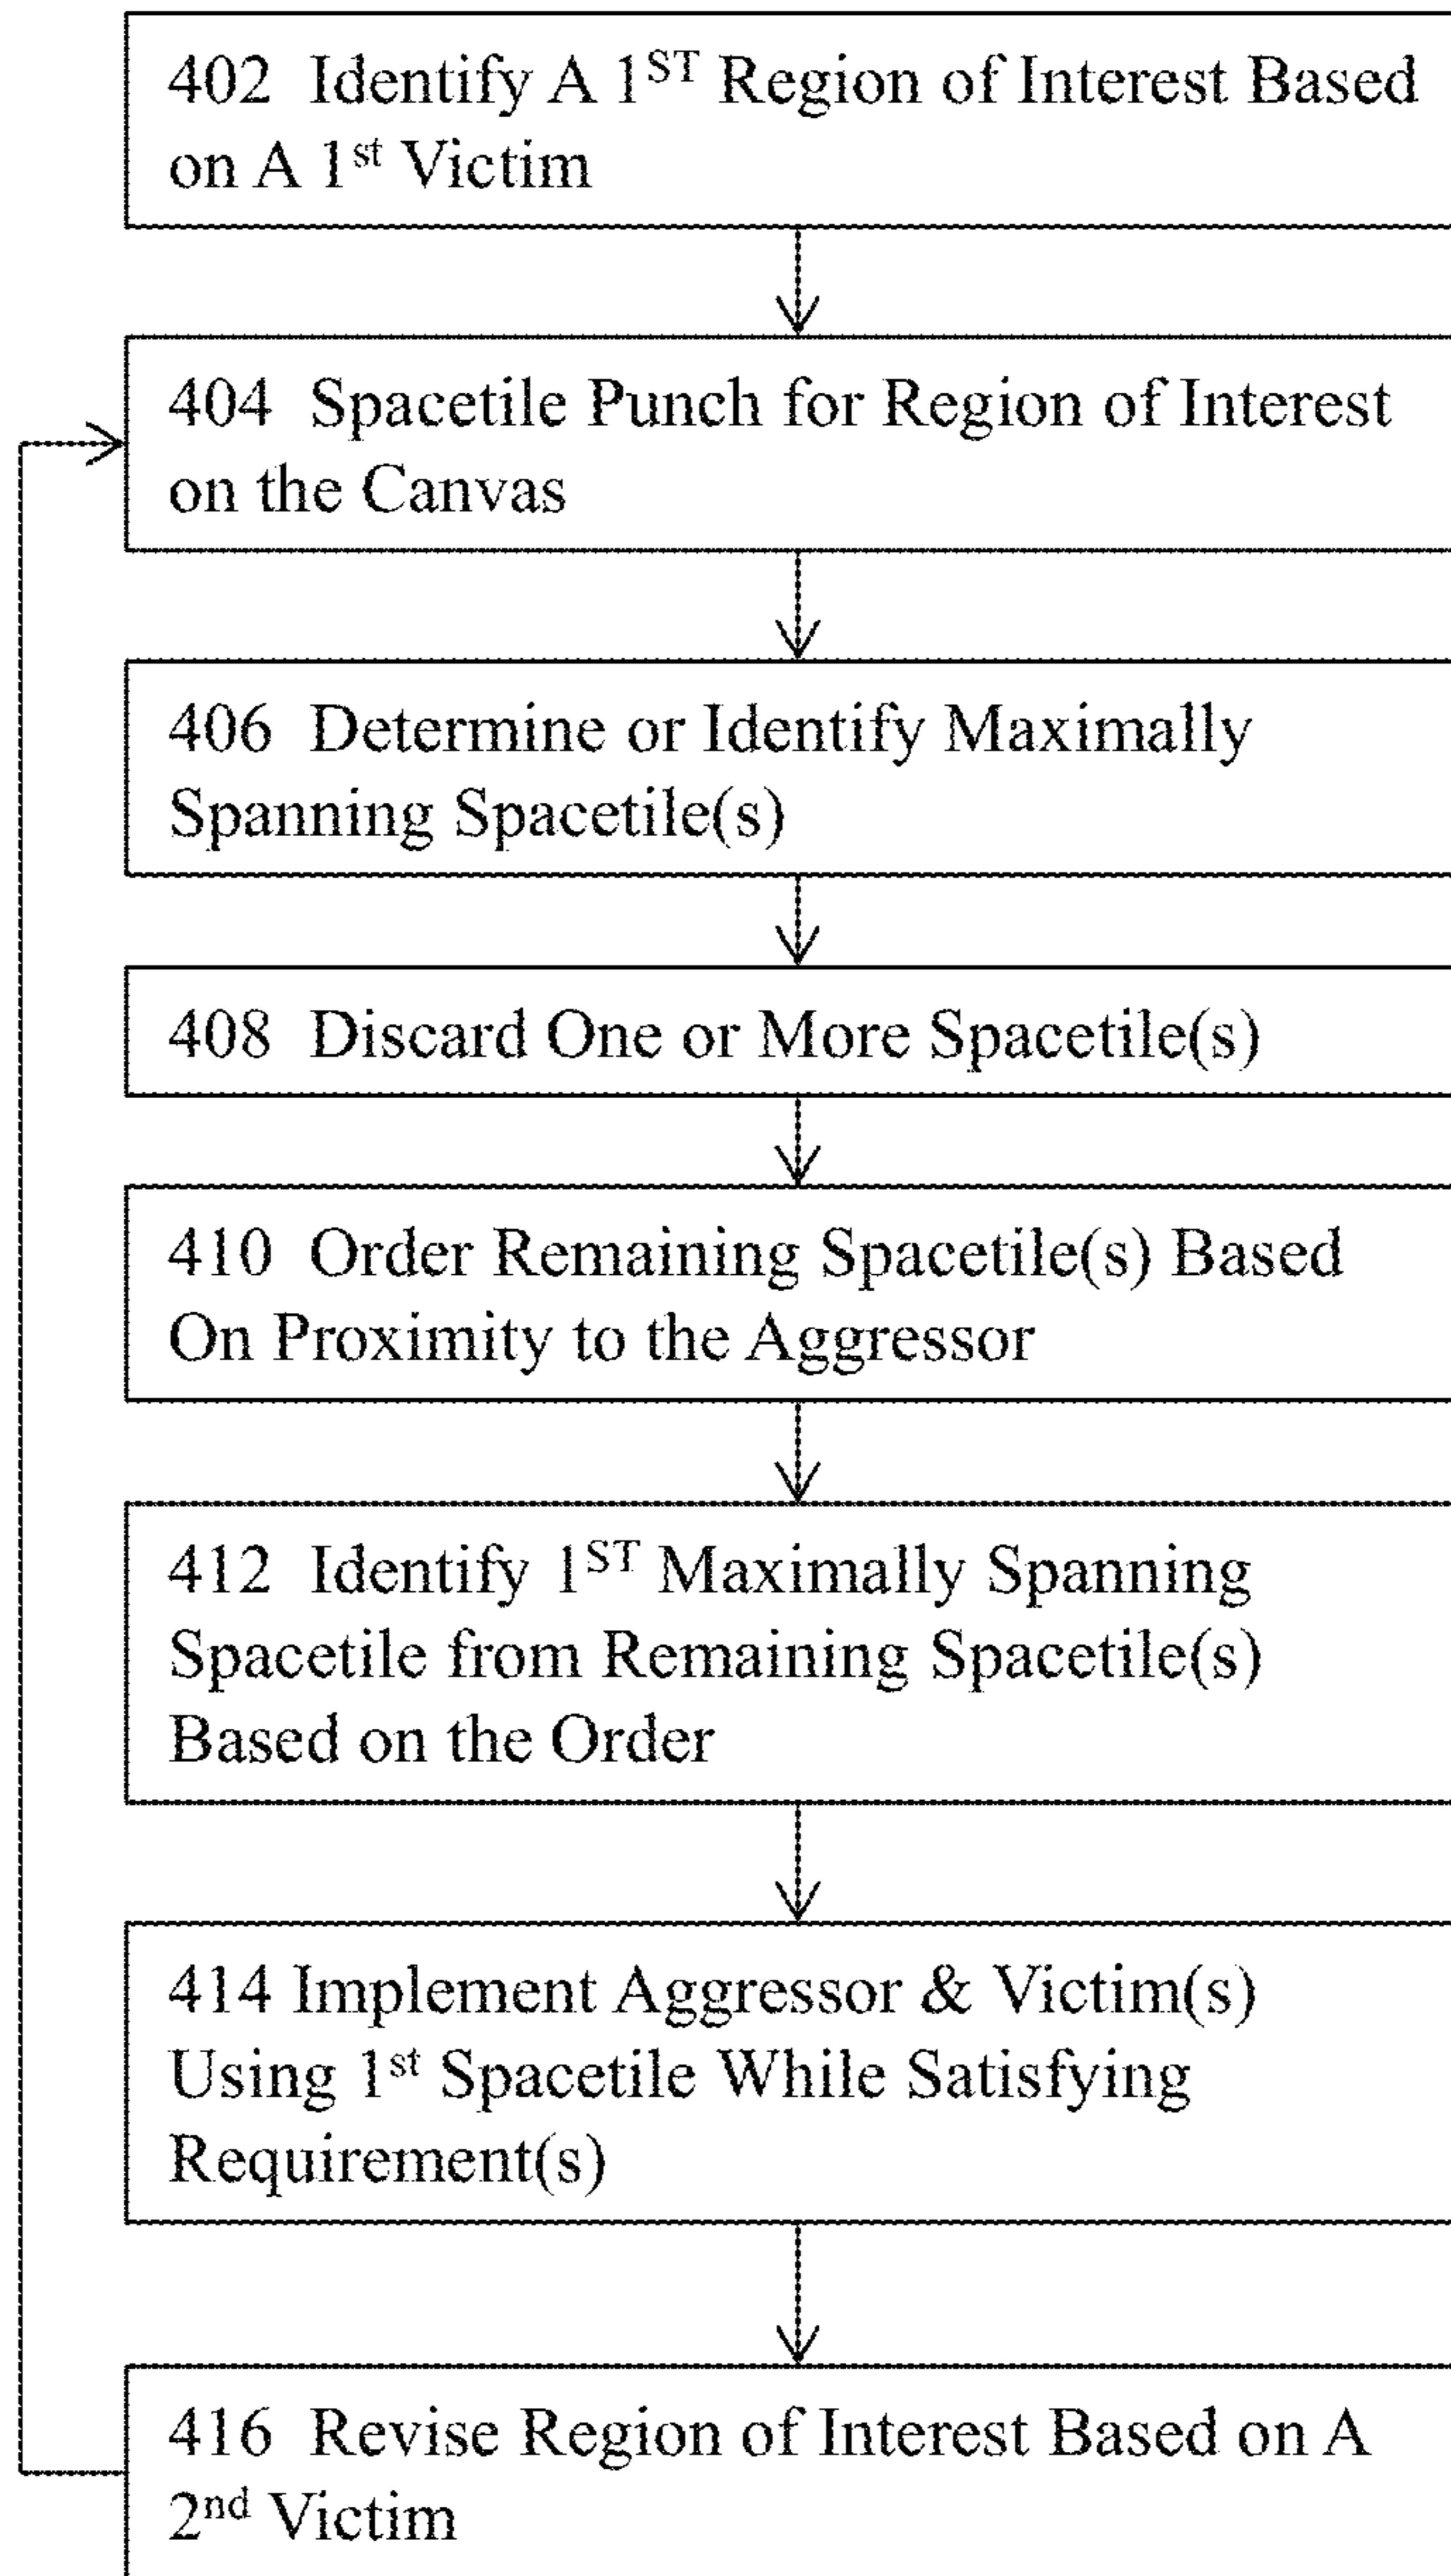 402 Identify A 1ST Region of Interest Based
on A 1st Victim
404 Spacetile Punch for Region of Interest
on the Canvas
406 Determine or Identify Maximally
Spanning Spacetile(s)
408 Discard One or More Spacetile(s)
410 Order Remaining Spacetile(s) Based
On Proximity to the Aggressor
412 Identify 1ST Maximally Spanning
Spacetile from Remaining Spacetile(s)
Based on the Order
414 Implement Aggressor & Victim(s)
Using 1st Spacetile While Satisfying
Requirement(s)
416 Revise Region of Interest Based on A
2nd Victim